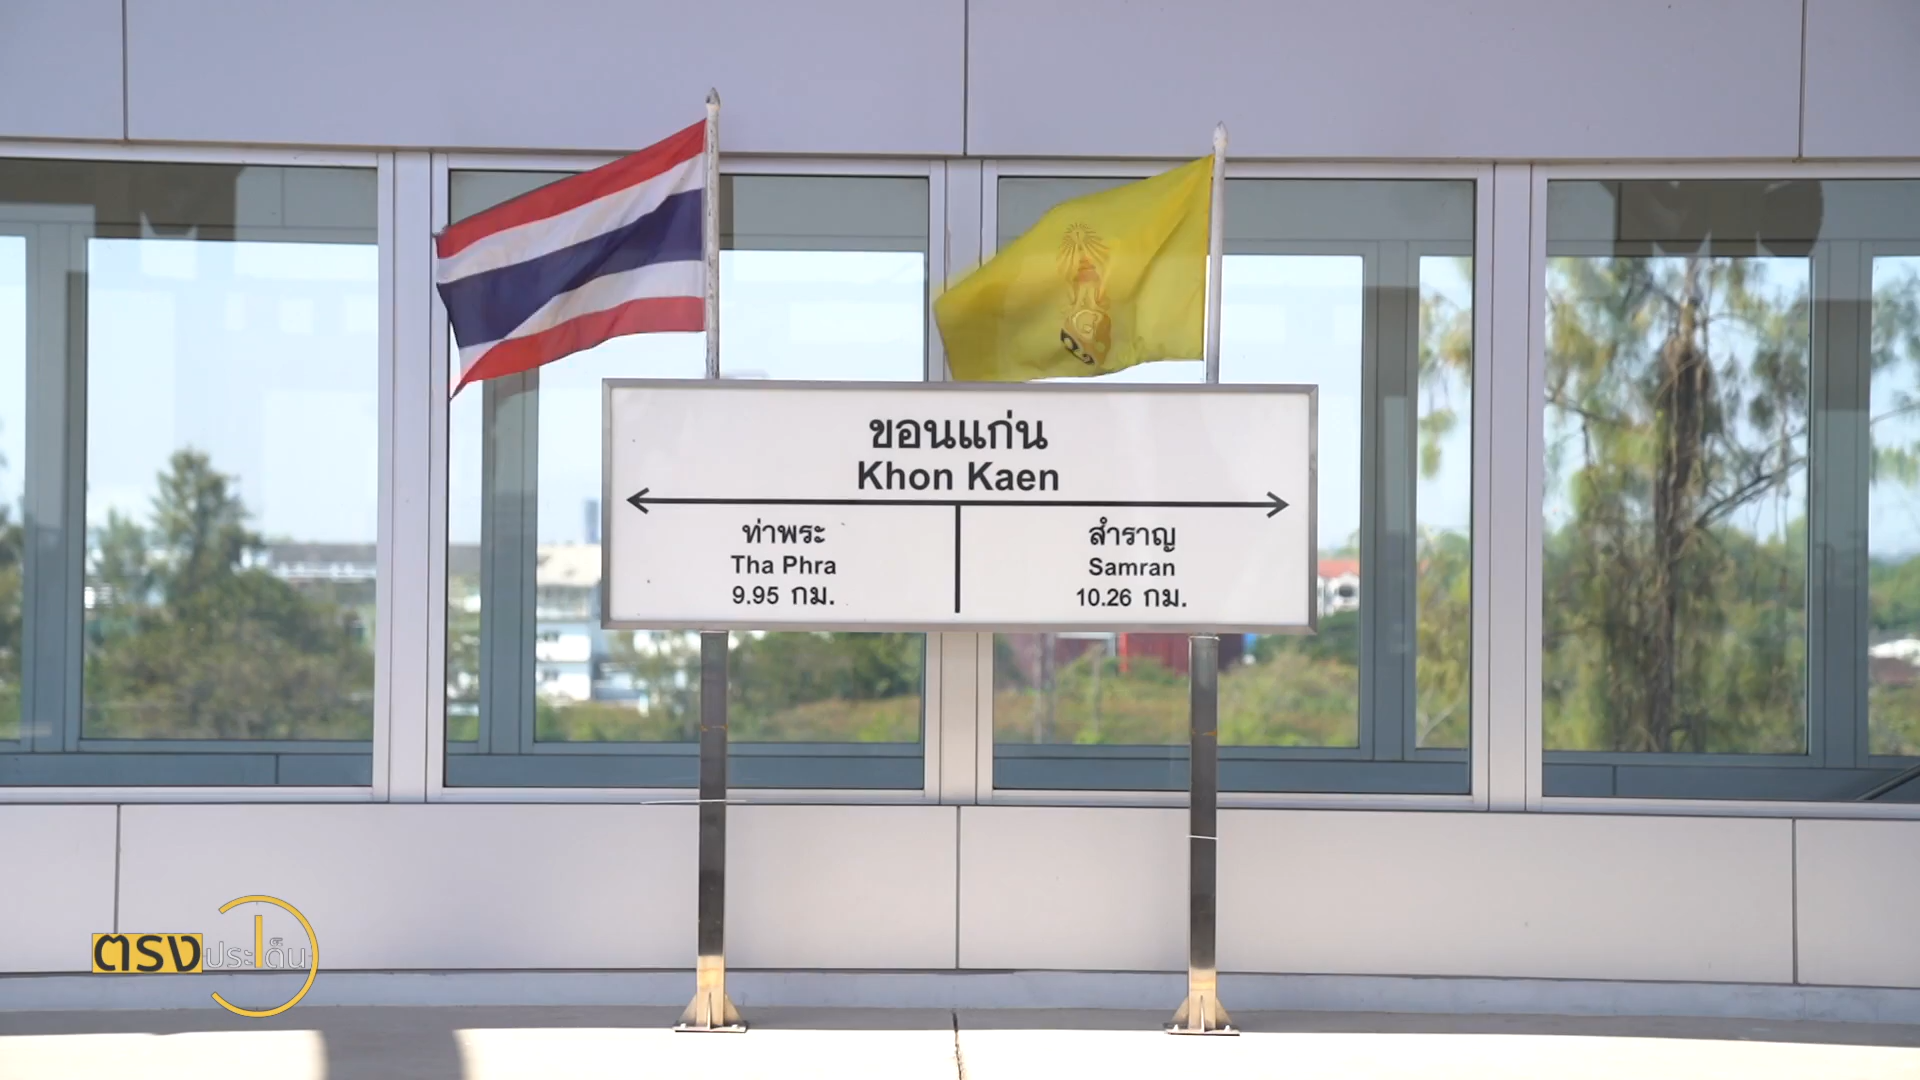 ขอนแก่น
Khon Kaen
ท่าพระ
Tha Phra
9.95 กม.
สำราญ
Samran
10.26 กม.
ตรงประเด็น